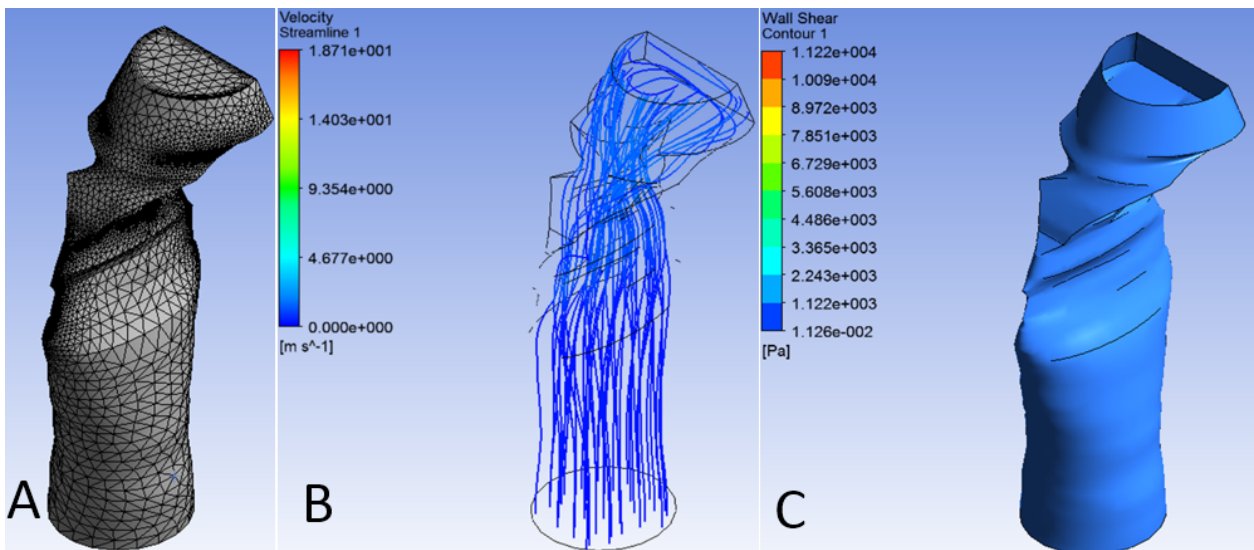 Velocity
Streamline 1
1.871e+001
1.403e+001
9.354e+000
4.677e+000
0.000e+000
[m s^-1]
Wall Shear
Contour 1
1.122e+004
1.009e+004
8.972e+003
7.851e+003
6.729e+003
5.608e+003
4.486e+003
3.365e+003
2.243e+003
1.122e+003
1.126e-002
[Pa]
A
B
C